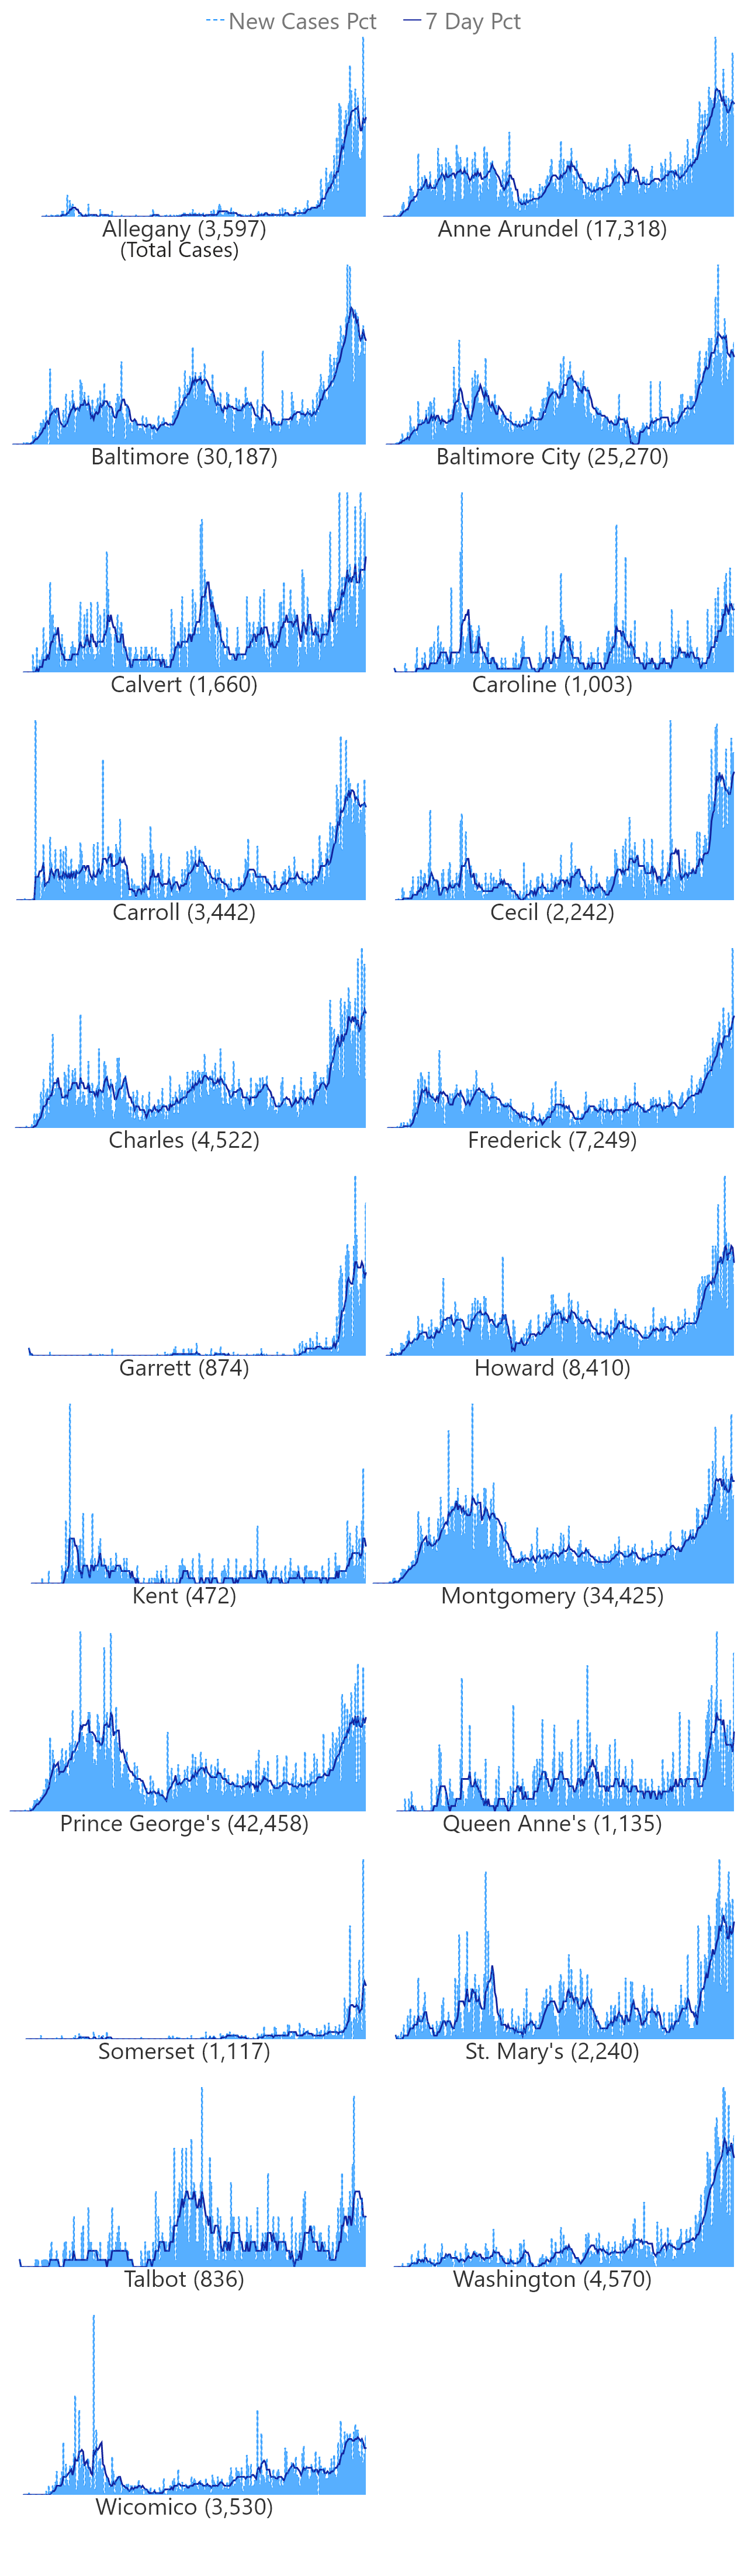 New Cases Pct 7 Day Pct
Allegany (3,597) Anne Arundel (17,318)
(Total Cases)
Baltimore (30,187) Baltimore City (25,270)
Calvert (1,660) Caroline (1,003)
Carroll (3,442) Cecil (2,242)
Charles (4,522) Frederick (7,249)
Garrett (874) Howard (8,410)
Kent (472) Montgomery (34,425)
Prince George's (42,458) Queen Anne's (1,135)
Somerset (1,117) St. Mary's (2,240)
Talbot (836) Washington (4,570)
Wicomico (3,530)